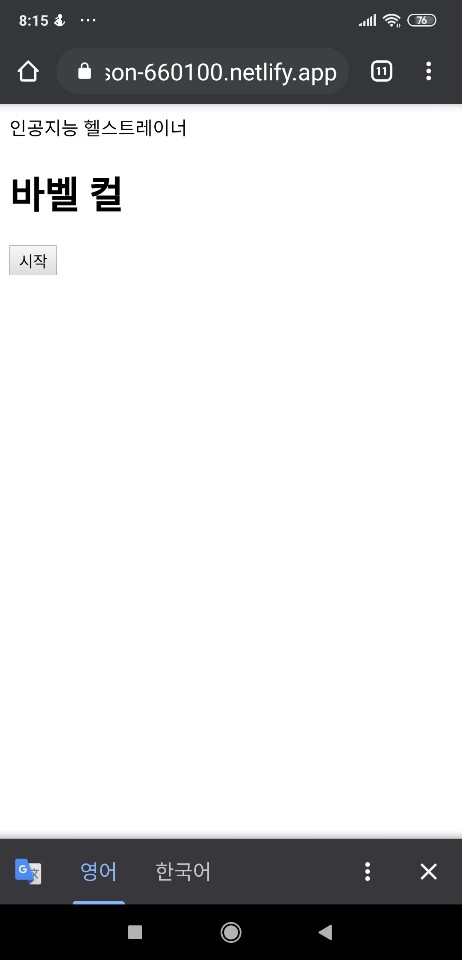 8:15 ...
son-660100.netlify.app 11
76
인공지능 헬스트레이너
바벨 컬
시작
영어 한국어